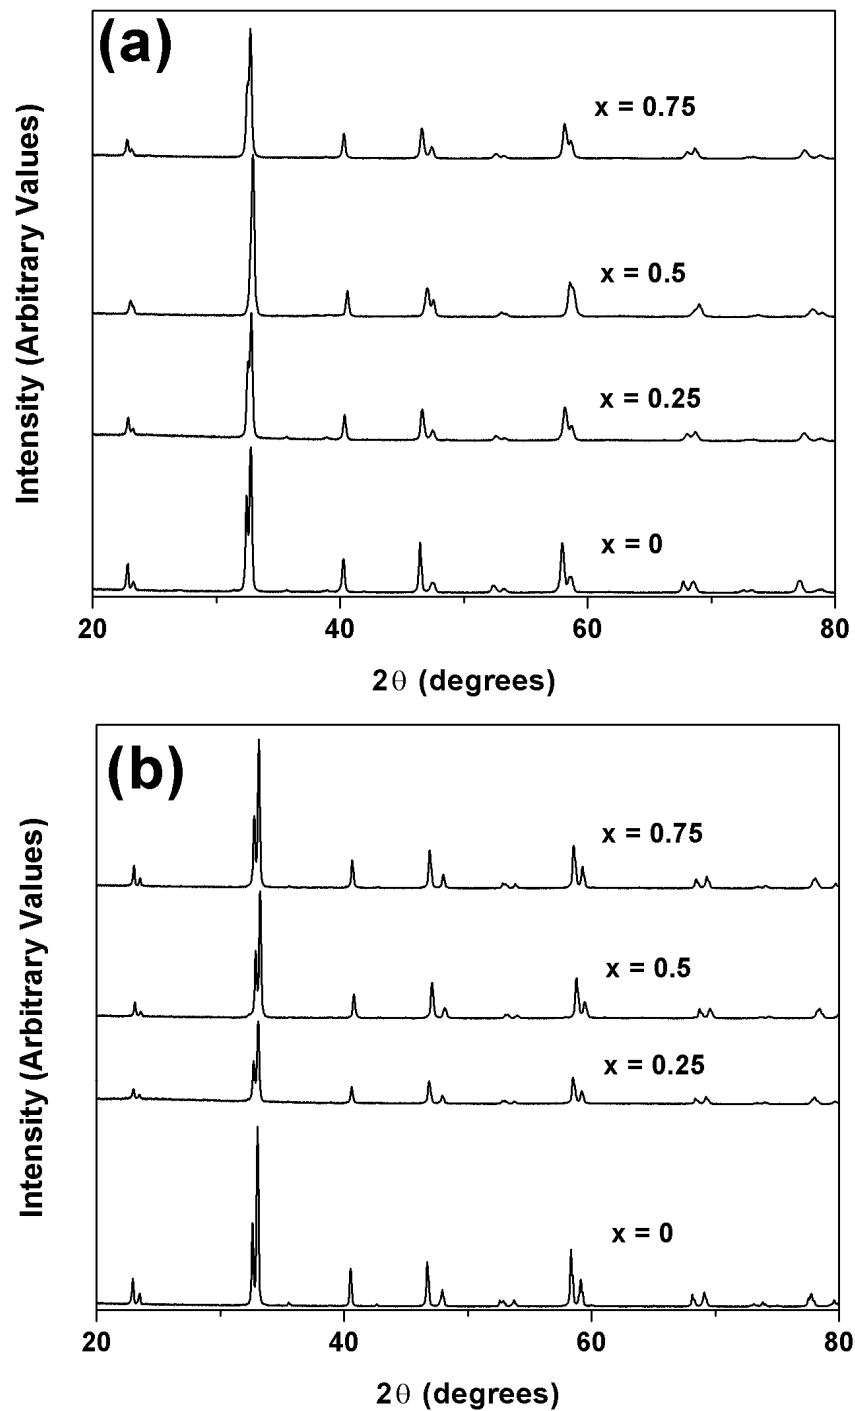 (a)
Intensity (Arbitrary Values)
x = 0.75
x = 0.5
x = 0.25
x = 0
20 40 60 80
2θ (degrees)
(b)
Intensity (Arbitrary Values)
x = 0.75
x = 0.5
x = 0.25
x = 0
20 40 60 80
2θ (degrees)